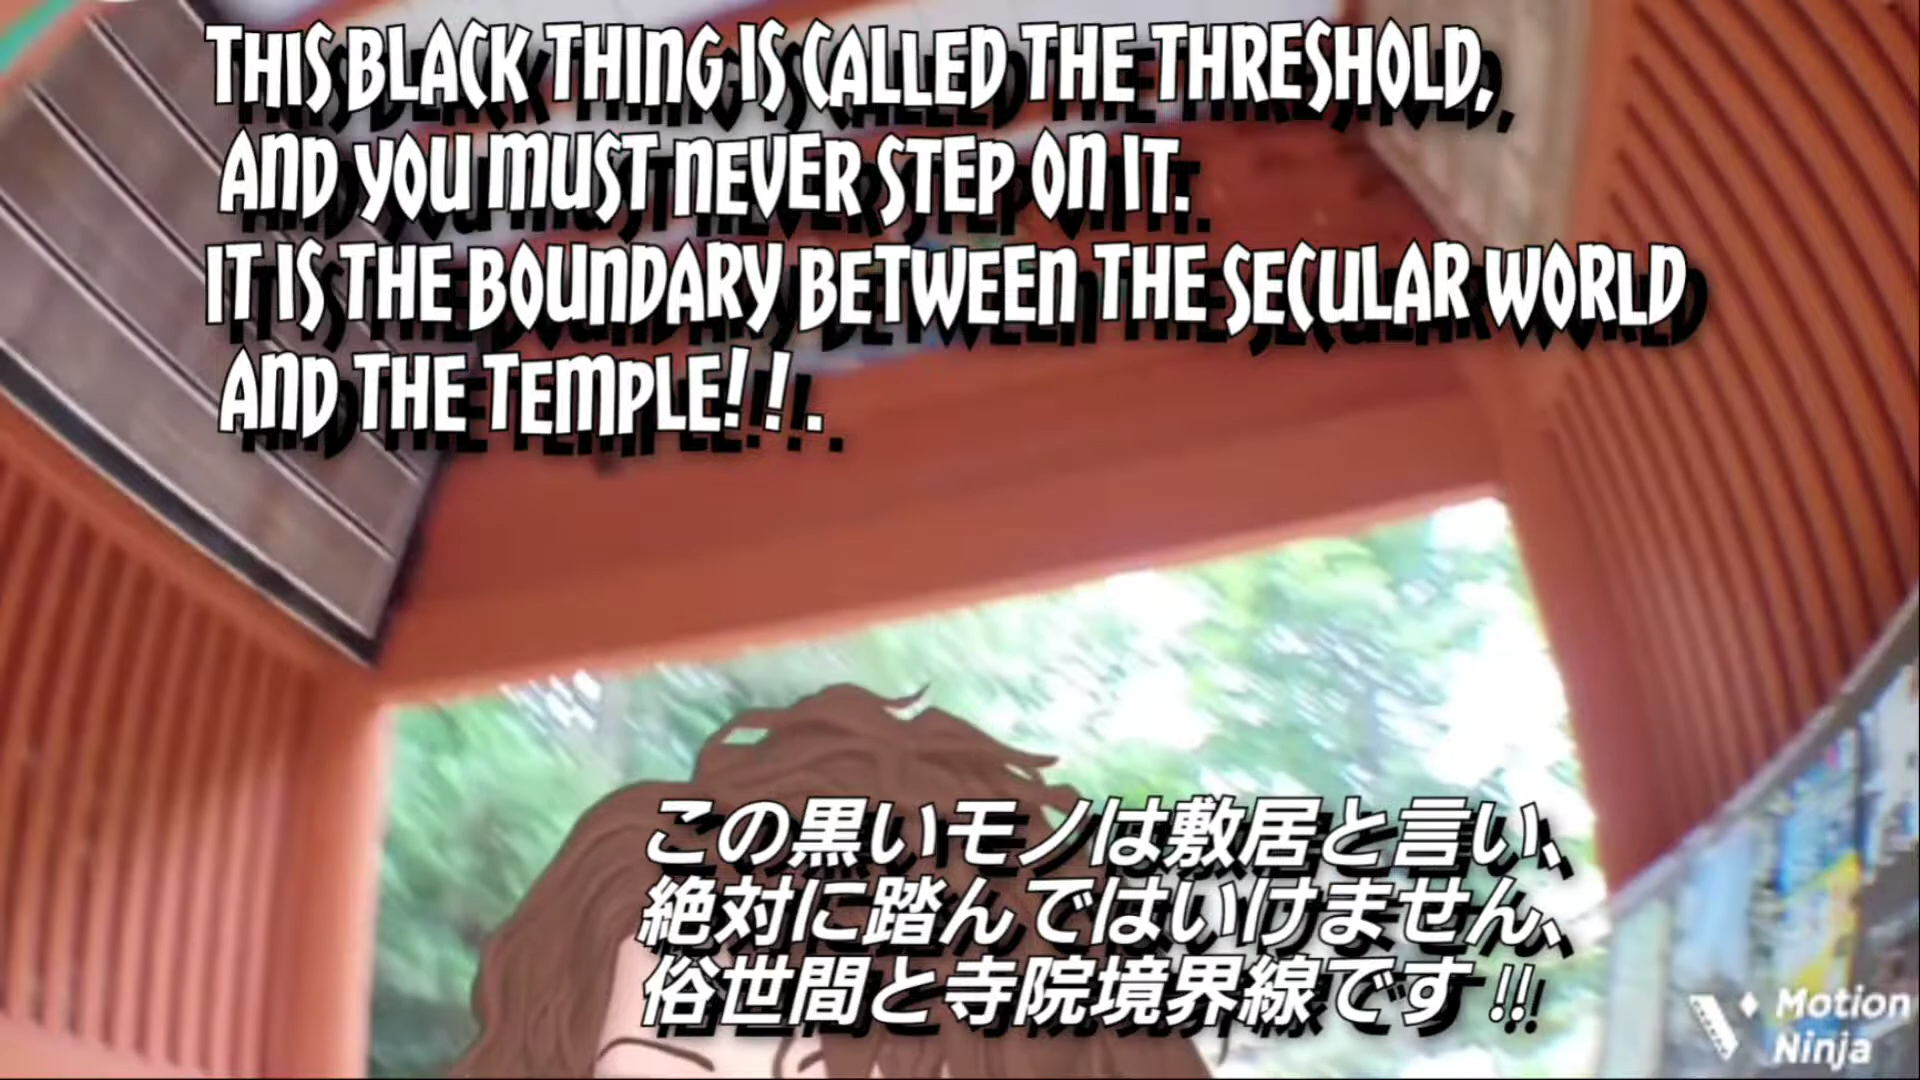 THIS BLACK THING IS CALLED THE THRESHOLD,
AND YOU MUST NEVER STEP ON IT.
IT IS THE BOUNDARY BETWEEN THE SECULAR WORLD
AND THE TEMPLE!!.
この黒いモノは敷居と言い、
絶対に踏んではいけません、
俗世間と寺院境界線です!!
Motion
Ninja